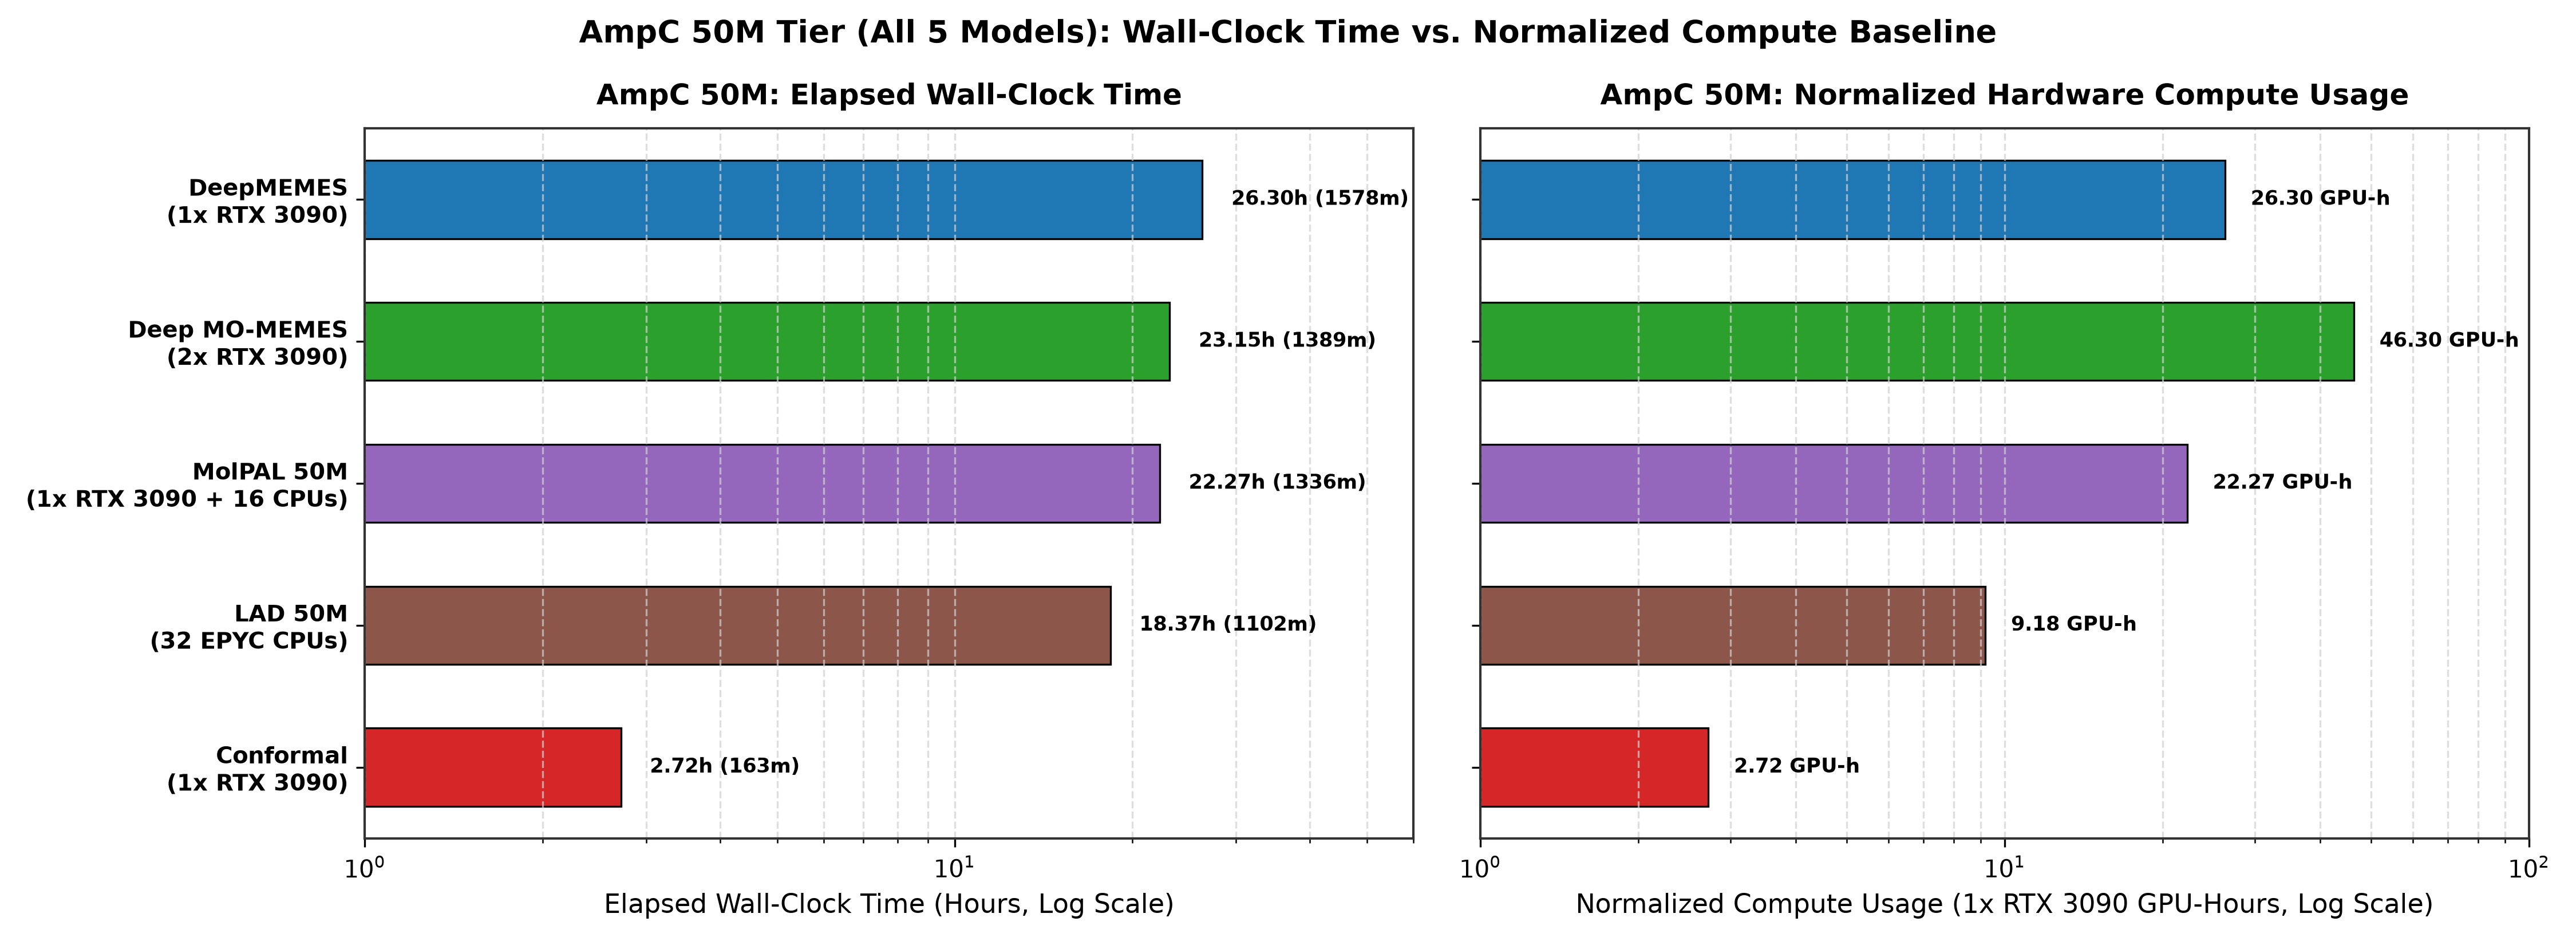 AmpC 50M Tier (All 5 Models): Wall-Clock Time vs. Normalized Compute Baseline
AmpC 50M: Elapsed Wall-Clock Time
DeepMEMES
(1x RTX 3090)
26.30h (1578m)
Deep MO-MEMES
(2x RTX 3090)
23.15h (1389m)
MolPAL 50M
(1x RTX 3090 + 16 CPUs)
22.27h (1336m)
LAD 50M
(32 EPYC CPUs)
18.37h (1102m)
Conformal
(1x RTX 3090)
2.72h (163m)
10⁰ 10¹
Elapsed Wall-Clock Time (Hours, Log Scale)
AmpC 50M: Normalized Hardware Compute Usage
26.30 GPU-h
46.30 GPU-h
22.27 GPU-h
9.18 GPU-h
2.72 GPU-h
10⁰ 10¹ 10²
Normalized Compute Usage (1x RTX 3090 GPU-Hours, Log Scale)